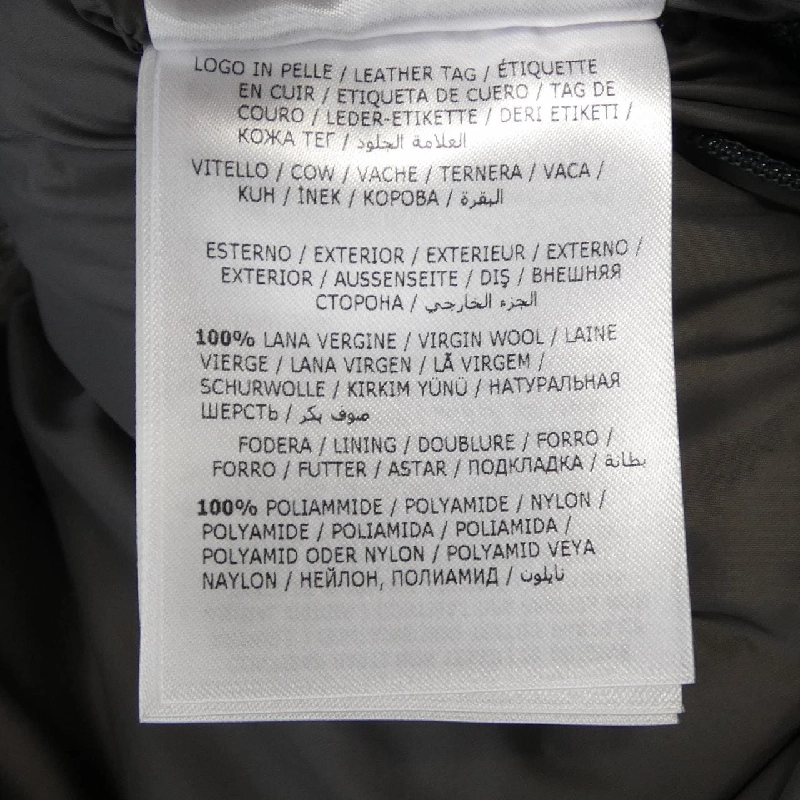 LOGO IN PELLE / LEATHER TAG / ÉTIQUETTE
EN CUIR / ETIQUETA DE CUERO / TAG DE
COURO / LEDER-ETIKETTE / DERI ETIKETI /
КОЖА ТЕГ / العلامة الجلود
VITELLO / COW / VACHE / TERNERA / VACA /
KUH / İNEK / КОРОВА / البقرة
ESTERNO / EXTERIOR / EXTERIEUR / EXTERNO /
EXTERIOR / AUSSENSEITE / DIŞ / ВНЕШНЯЯ
СТОРОНА / الجزء الخارجي
100% LANA VERGINE / VIRGIN WOOL / LAINE
VIERGE / LANA VIRGEN / LÃ VIRGEM /
SCHURWOLLE / KIRKIM YÜNÜ / НАТУРАЛЬНАЯ
ШЕРСТЬ / صوف بكر
FODERA / LINING / DOUBLURE / FORRO /
FORRO / FUTTER / ASTAR / ПОДКЛАДКА / بطانة
100% POLIAMMIDE / POLYAMIDE / NYLON /
POLYAMIDE / POLIAMIDA / POLIAMIDA /
POLYAMID ODER NYLON / POLYAMID VEYA
NAYLON / НЕЙЛОН, ПОЛИАМИД / نايلون